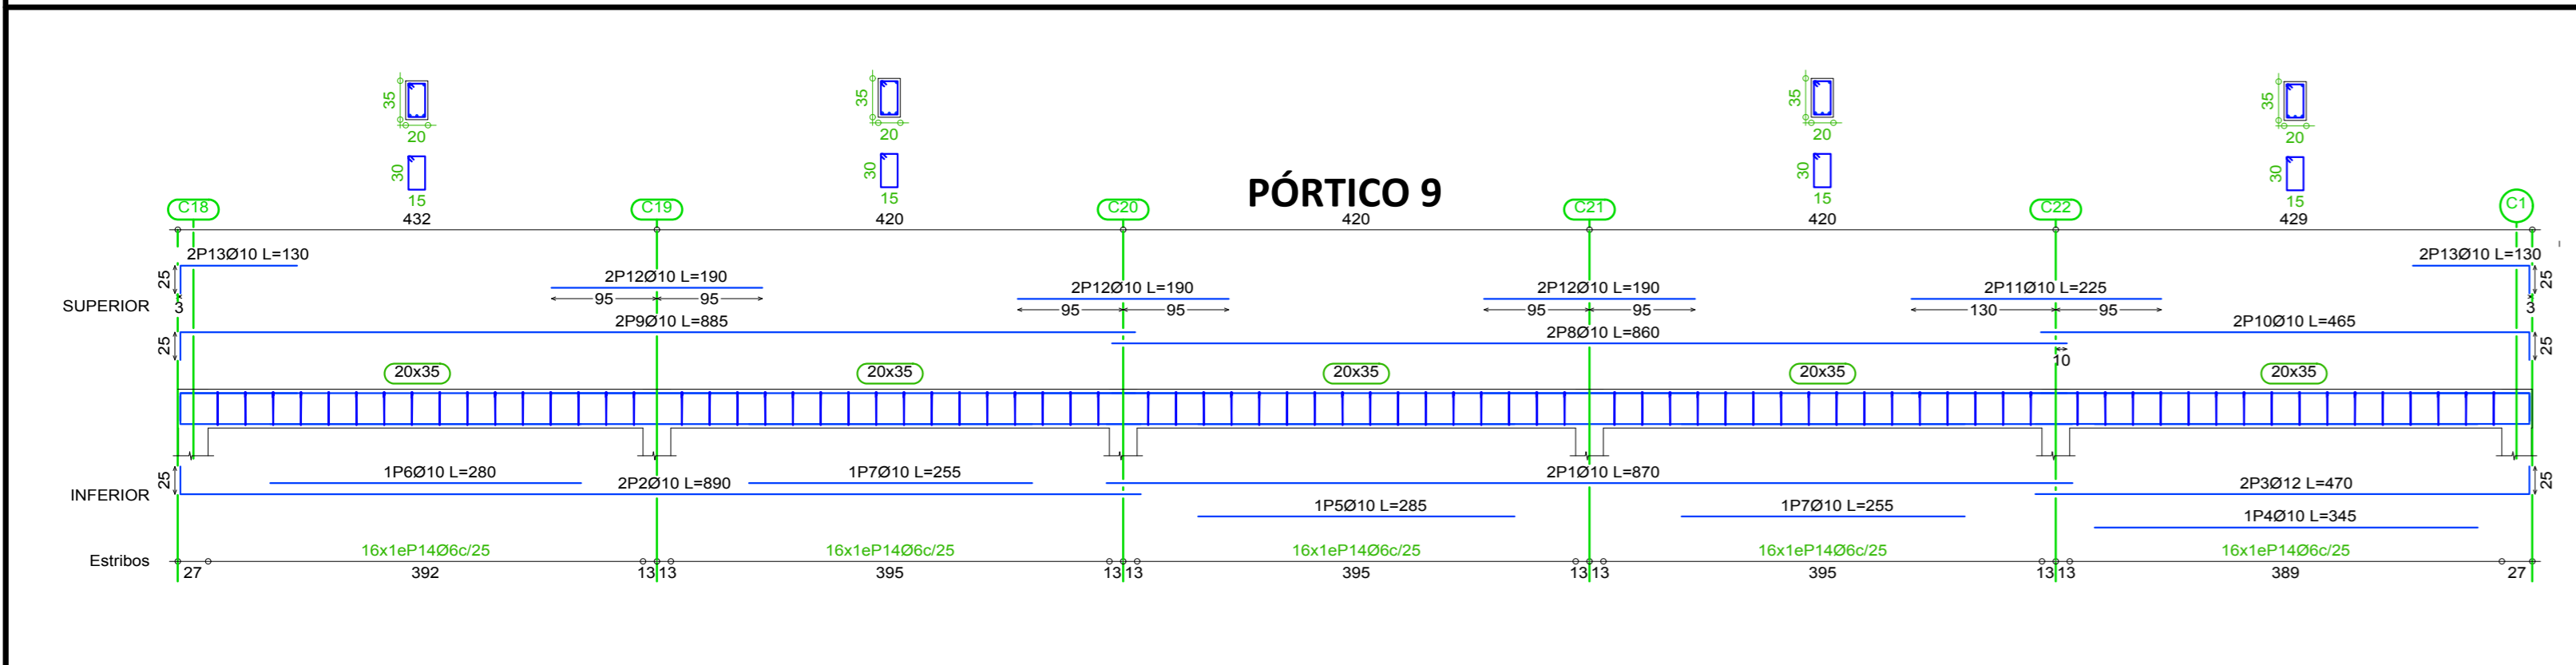 35 35 35 35
20 20 20 20
30 30 30 30
15 15 15 15
PÓRTICO 9
C18 C19 C20 C21 C22 C1
432 420 420 420 429
2P13Ø10 L=130 2P13Ø10 L=130
25 2P12Ø10 L=190 2P12Ø10 L=190 2P12Ø10 L=190 2P11Ø10 L=225 25
SUPERIOR 3 95 95 95 95 95 95 130 95 3
2P9Ø10 L=885 2P10Ø10 L=465
25 2P8Ø10 L=860 25
10
20x35 20x35 20x35 20x35 20x35
25 1P6Ø10 L=280 1P7Ø10 L=255 2P1Ø10 L=870 25
INFERIOR 2P2Ø10 L=890 2P3Ø12 L=470
1P5Ø10 L=285 1P7Ø10 L=255 1P4Ø10 L=345
Estribos 16x1eP14Ø6c/25 16x1eP14Ø6c/25 16x1eP14Ø6c/25 16x1eP14Ø6c/25 16x1eP14Ø6c/25
27 392 13 13 395 13 13 395 13 13 395 13 13 389 27